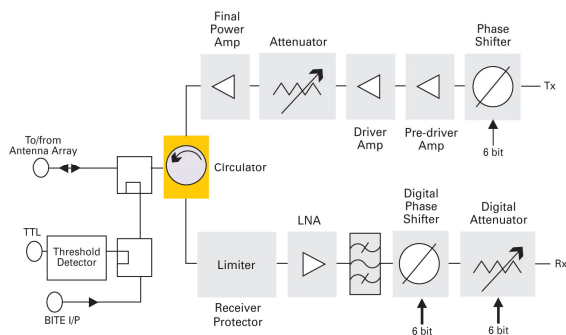 Final
Power
Amp
Attenuator
Phase
Shifter
Tx
Driver
Amp
Pre-driver
Amp
6 bit
To/from
Antenna Array
Circulator
TTL
Threshold
Detector
BITE I/P
Limiter
Receiver
Protector
LNA
Digital
Phase
Shifter
Digital
Attenuator
Rx
6 bit
6 bit